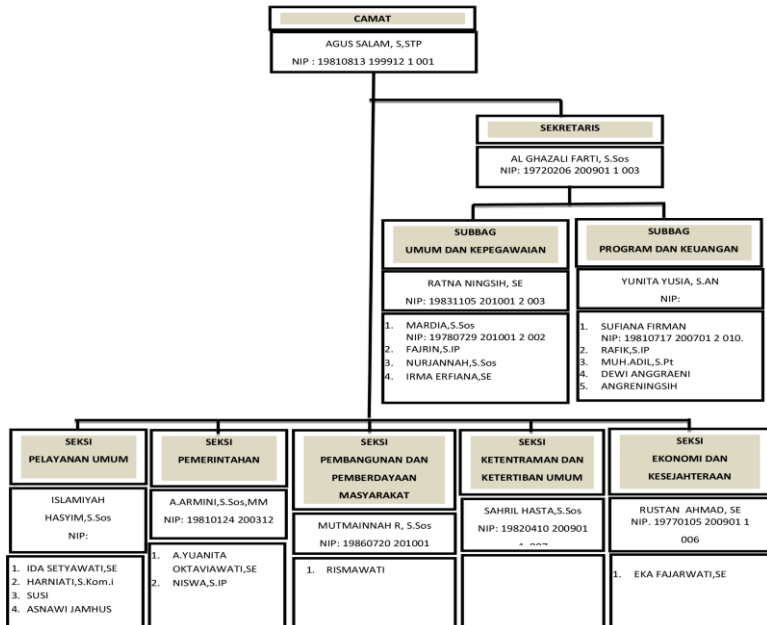 CAMAT
AGUS SALAM, S,STP
NIP : 19810813 199912 1 001
SEKRETARIS
AL GHAZALI FARTI, S.Sos
NIP: 19720206 200901 1 003
SUBBAG
UMUM DAN KEPEGAWAIAN
RATNA NINGSIH, SE
NIP: 19831105 201001 2 003
1. MARDIA,S.Sos
NIP: 19780729 201001 2 002
2. FAJRIN,S.IP
3. NURJANNAH,S.Sos
4. IRMA ERFIANA,SE
SUBBAG
PROGRAM DAN KEUANGAN
YUNITA YUSIA, S.AN
NIP:
1. SUFIANA FIRMAN
NIP: 19810717 200701 2 010.
2. RAFIK,S.IP
3. MUH.ADIL,S.Pt
4. DEWI ANGGRAENI
5. ANGRENINGSIH
SEKSI
PELAYANAN UMUM
ISLAMIYAH
HASYIM,S.Sos
NIP:
1. IDA SETYAWATI,SE
2. HARNIATI,S.Kom.i
3. SUSI
4. ASNAWI JAMHUS
SEKSI
PEMERINTAHAN
A.ARMINI,S.Sos,MM
NIP: 19810124 200312
1. A.YUANITA
OKTAVIAWATI,SE
2. NISWA,S.IP
SEKSI
PEMBANGUNAN DAN
PEMBERDAYAAN
MASYARAKAT
MUTMAINNAH R, S.Sos
NIP: 19860720 201001
1. RISMAWATI
SEKSI
KETENTRAMAN DAN
KETERTIBAN UMUM
SAHRIL HASTA,S.Sos
NIP: 19820410 200901
SEKSI
EKONOMI DAN
KESEJAHTERAAN
RUSTAN AHMAD, SE
NIP. 19770105 200901 1
006
1. EKA FAJARWATI,SE